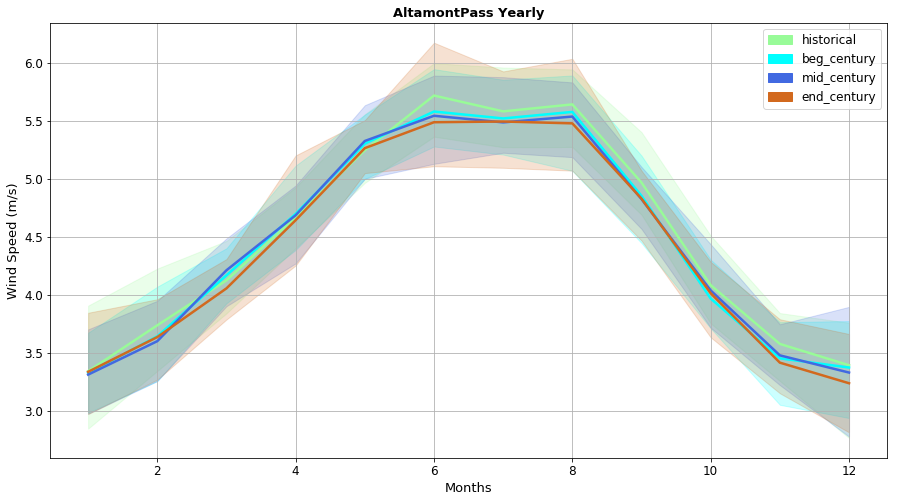 AltamontPass Yearly
historical
beg_century
mid_century
end_century
6.0
5.5
5.0
4.5
4.0
3.5
3.0
Wind Speed (m/s)
2 4 6 8 10 12
Months